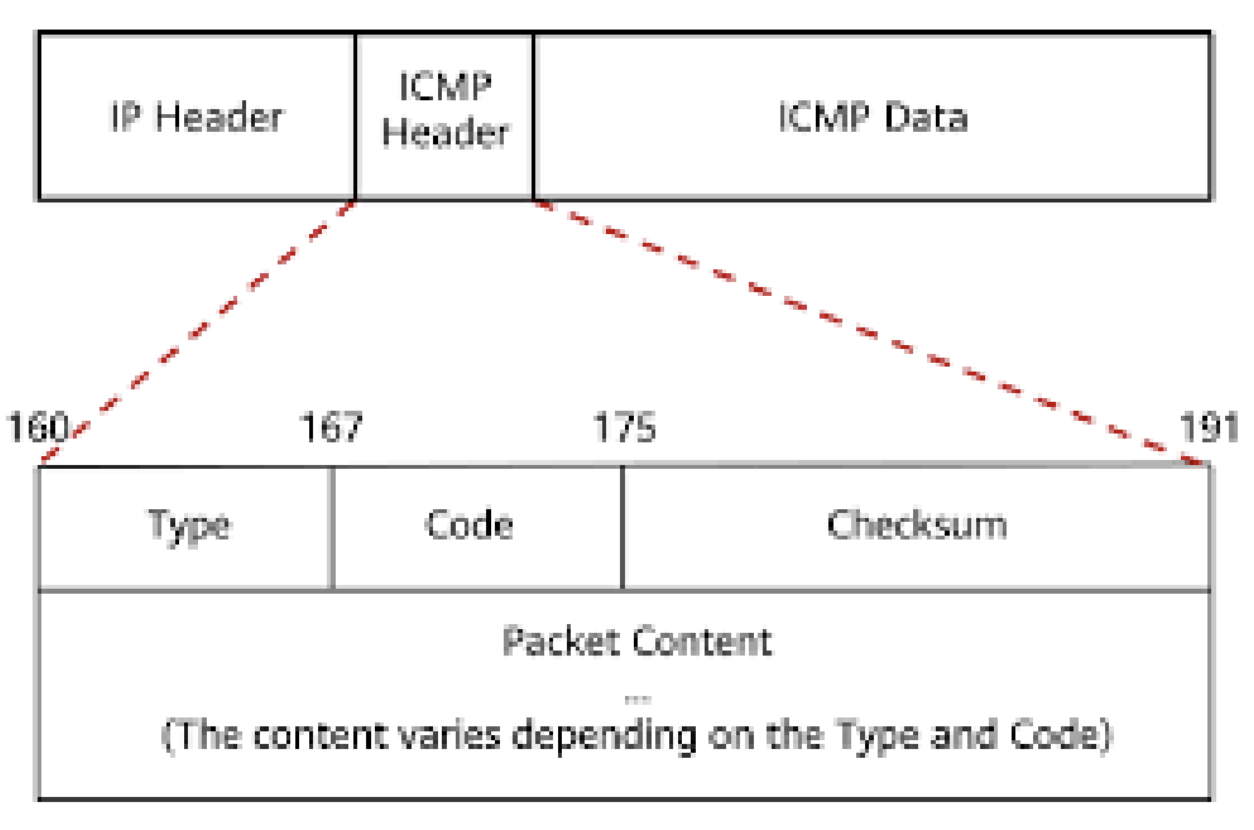 IP Header
ICMP
Header
ICMP Data
160
167
175
191
Type
Code
Checksum
Packet Content
...
(The content varies depending on the Type and Code)